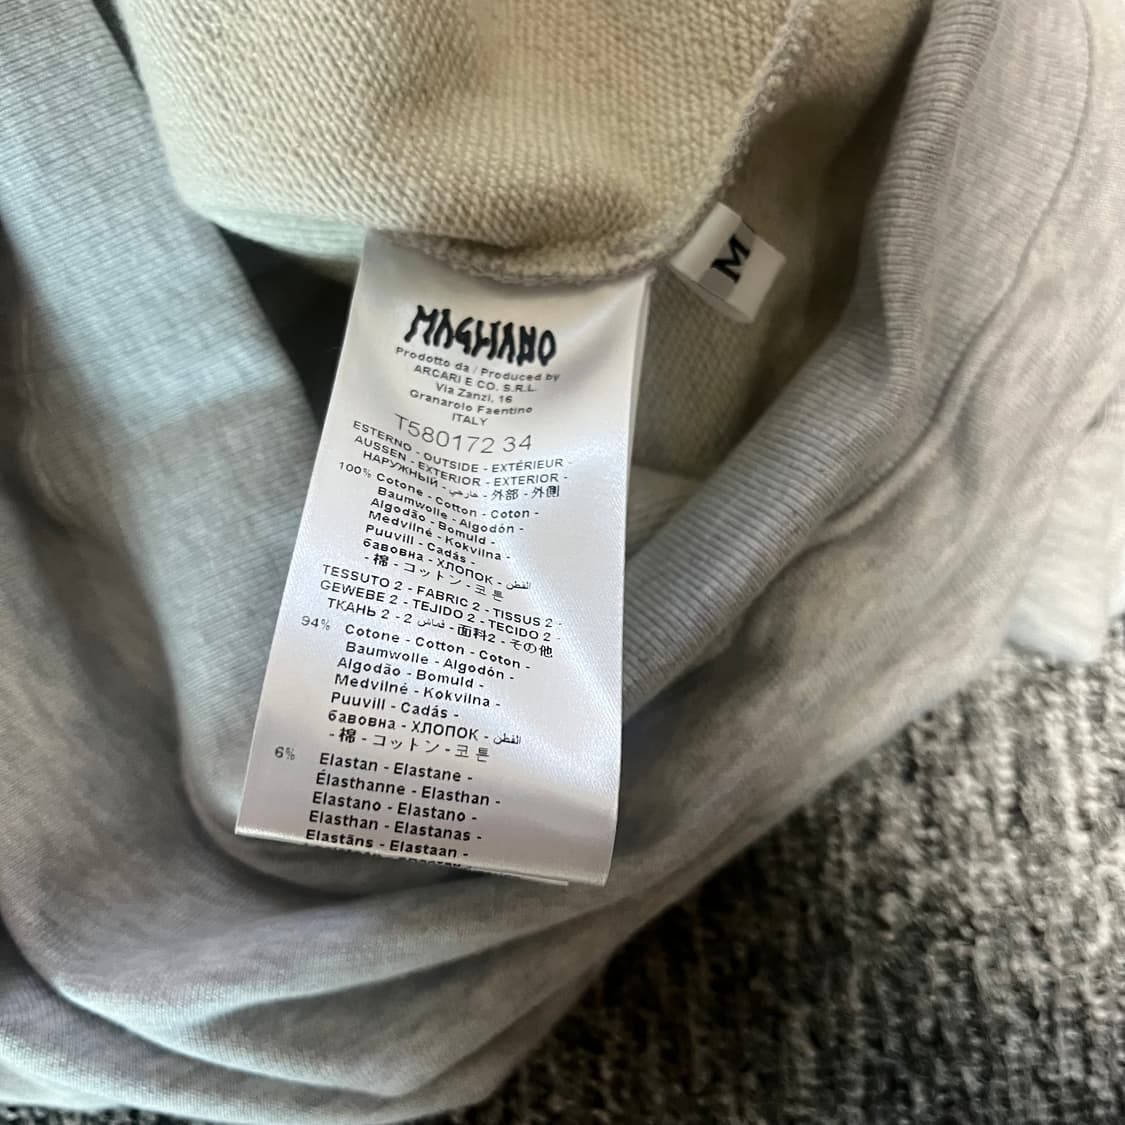 M
MAGLIANO
Prodotto da / Produced by
ARCARI E CO. S.R.L.
Via Zanzi, 16
Granarolo Faentino
ITALY
T580172 34
ESTERNO - OUTSIDE - EXTÉRIEUR -
AUSSEN - EXTERIOR - EXTERIOR -
НАРУЖНЫЙ - خارجي - 外部 - 外側
100% Cotone - Cotton - Coton -
Baumwolle - Algodón -
Algodão - Bomuld -
Medvilné - Kokvilna -
Puuvill - Cadás -
бавовна - ХЛОПОК - القطن
- 棉 - コットン - 코튼
TESSUTO 2 - FABRIC 2 - TISSUS 2 -
GEWEBE 2 - TEJIDO 2 - TECIDO 2 -
ТКАНЬ 2 - 2 قماش - 面料2 - その他
94% Cotone - Cotton - Coton -
Baumwolle - Algodón -
Algodão - Bomuld -
Medvilné - Kokvilna -
Puuvill - Cadás -
бавовна - ХЛОПОК - القطن
- 棉 - コットン - 코튼
6% Elastan - Elastane -
Élasthanne - Elasthan -
Elastano - Elastano -
Elasthan - Elastanas -
Elastāns - Elastaan -